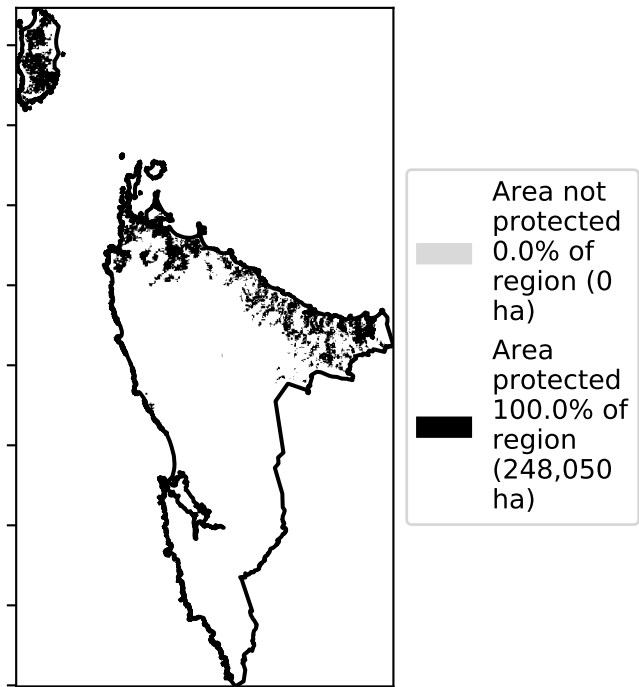 Area not
protected
0.0% of
region (0
ha)
Area
protected
100.0% of
region
(248,050
ha)